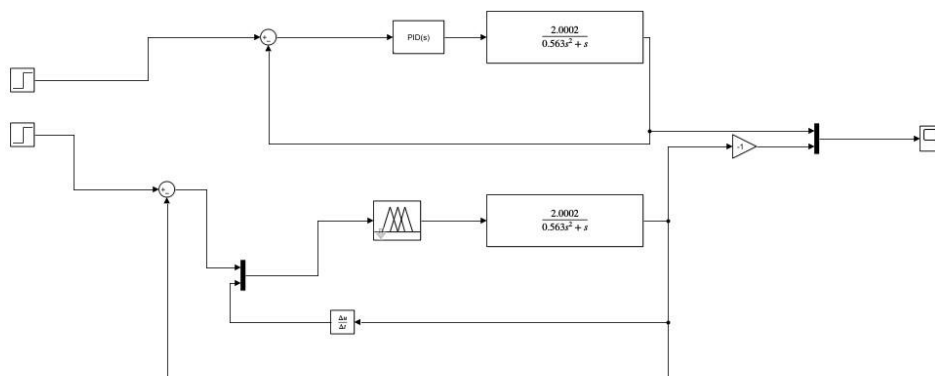 +
−
PID(s)
2.0002
0.563s² + s
-1
+
−
2.0002
0.563s² + s
Δu
Δt